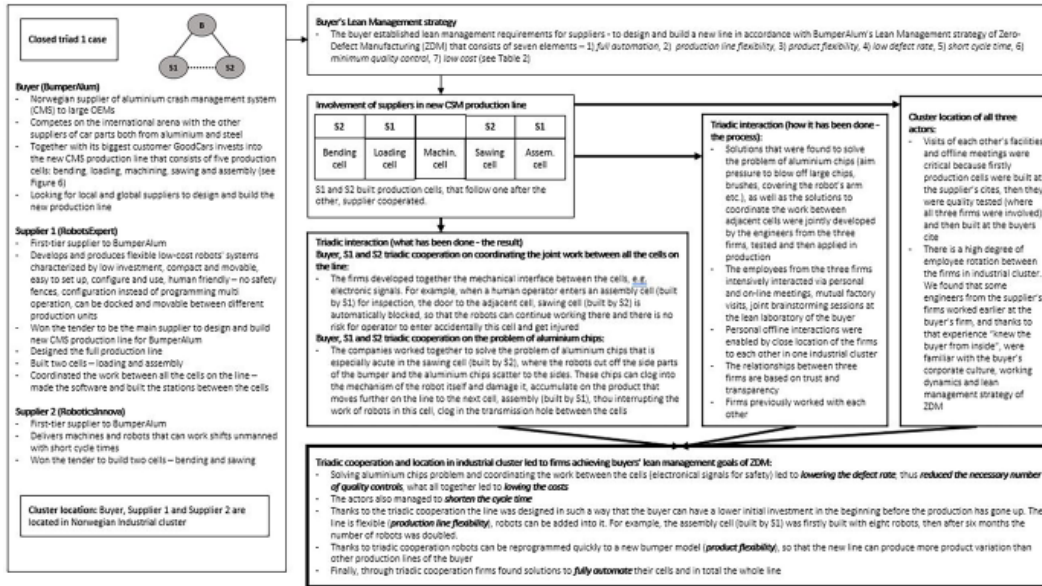 Closed triad 1 case
B
S1
S2
Buyer (BumperAlum)
- Norwegian supplier of aluminium crash management system
(CMS) to large OEMs
- Competes on the international arena with the other
suppliers of car parts both from aluminium and steel
- Together with its biggest customer GoodCars invests into
the new CMS production line that consists of five production
cells: bending, loading, machining, sawing and assembly (see
Figure 6)
- Looking for local and global suppliers to design and build the
new production line
Supplier 1 (RobotsExpert)
- First-tier supplier to BumperAlum
- Develops and produces flexible low-cost robots' systems
characterized by low investment, compact and movable,
easy to set up, configure and use, human friendly – no safety
fences, configuration instead of programming multi
operation, can be docked and movable between different
production units
- Won the tender to be the main supplier to design and build
new CMS production line for BumperAlum
- Designed the full production line
- Built two cells – loading and assembly
- Coordinated the work between all the cells on the line –
made the software and built the stations between the cells
Supplier 2 (RoboticsInnova)
- First-tier supplier to BumperAlum
- Delivers machines and robots that can work shifts unmanned
with short cycle times
- Won the tender to build two cells – bending and sawing
Cluster location: Buyer, Supplier 1 and Supplier 2 are
located in Norwegian Industrial cluster
Buyer's Lean Management strategy
- The buyer established lean management requirements for suppliers - to design and build a new line in accordance with BumperAlum's Lean Management strategy of Zero-
Defect Manufacturing (ZDM) that consists of seven elements – 1) full automation, 2) production line flexibility, 3) product flexibility, 4) low defect rate, 5) short cycle time, 6)
minimum quality control, 7) low cost (see Table 2)
Involvement of suppliers in new CSM production line
S2 S1 S2 S1
Bending cell Loading cell Machin. cell Sawing cell Assem. cell
S1 and S2 built production cells, that follow one after the
other, supplier cooperated.
Triadic interaction (what has been done - the result)
Buyer, S1 and S2 triadic cooperation on coordinating the joint work between all the cells on
the line:
- The firms developed together the mechanical interface between the cells, e.g.
electronic signals. For example, when a human operator enters an assembly cell (built
by S1) for inspection, the door to the adjacent cell, sawing cell (built by S2) is
automatically blocked, so that the robots can continue working there and there is no
risk for operator to enter accidentally this cell and get injured
Buyer, S1 and S2 triadic cooperation on the problem of aluminium chips:
- The companies worked together to solve the problem of aluminium chips that is
especially acute in the sawing cell (built by S2), where the robots cut off the side parts
of the bumper and the aluminium chips scatter to the sides. These chips can clog into
the mechanism of the robot itself and damage it, accumulate on the product that
moves further on the line to the next cell, assembly (built by S1), thou interrupting the
work of robots in this cell, clog in the transmission hole between the cells
Triadic interaction (how it has been done -
the process):
- Solutions that were found to solve
the problem of aluminium chips (aim
pressure to blow off large chips,
brushes, covering the robot's arm
etc.), as well as the solutions to
coordinate the work between
adjacent cells were jointly developed
by the engineers from the three
firms, tested and then applied in
production
- The employees from the three firms
intensively interacted via personal
and on-line meetings, mutual factory
visits, joint brainstorming sessions at
the lean laboratory of the buyer
- Personal offline interactions were
enabled by close location of the firms
to each other in one industrial cluster
- The relationships between three
firms are based on trust and
transparency
- Firms previously worked with each
other
Cluster location of all three
actors:
- Visits of each other's facilities
and offline meetings were
critical because firstly
production cells were built at
the supplier's cites, then they
were quality tested (where
all three firms were involved)
and then built at the buyers
cite
- There is a high degree of
employee rotation between
the firms in industrial cluster.
We found that some
engineers from the supplier's
firms worked earlier at the
buyer's firm, and thanks to
that experience "knew the
buyer from inside", were
familiar with the buyer's
corporate culture, working
dynamics and lean
management strategy of
ZDM
Triadic cooperation and location in industrial cluster led to firms achieving buyers' lean management goals of ZDM:
- Solving aluminium chips problem and coordinating the work between the cells (electronical signals for safety) led to lowering the defect rate, thus reduced the necessary number
of quality controls, what all together led to lowing the costs
- The actors also managed to shorten the cycle time
- Thanks to the triadic cooperation the line was designed in such a way that the buyer can have a lower initial investment in the beginning before the production has gone up. The
line is flexible (production line flexibility), robots can be added into it. For example, the assembly cell (built by S1) was firstly built with eight robots, then after six months the
number of robots was doubled.
- Thanks to triadic cooperation robots can be reprogrammed quickly to a new bumper model (product flexibility), so that the new line can produce more product variation than
other production lines of the buyer
- Finally, through triadic cooperation firms found solutions to fully automate their cells and in total the whole line